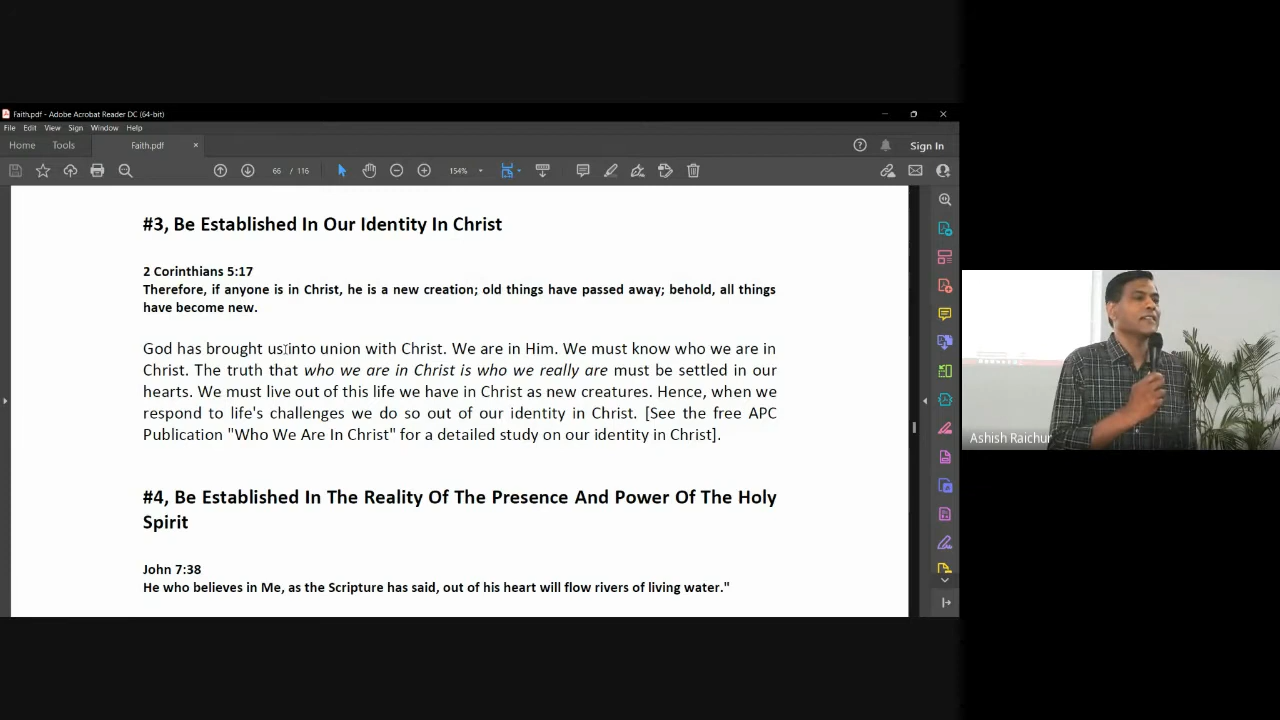 Faith.pdf - Adobe Acrobat Reader DC (64-bit)
File Edit View Sign Window Help
Home Tools Faith.pdf × Sign In
66 / 116 154%
#3, Be Established In Our Identity In Christ
2 Corinthians 5:17
Therefore, if anyone is in Christ, he is a new creation; old things have passed away; behold, all things
have become new.
God has brought us into union with Christ. We are in Him. We must know who we are in
Christ. The truth that who we are in Christ is who we really are must be settled in our
hearts. We must live out of this life we have in Christ as new creatures. Hence, when we
respond to life's challenges we do so out of our identity in Christ. [See the free APC
Publication "Who We Are In Christ" for a detailed study on our identity in Christ].
#4, Be Established In The Reality Of The Presence And Power Of The Holy
Spirit
John 7:38
He who believes in Me, as the Scripture has said, out of his heart will flow rivers of living water."
Ashish Raichur